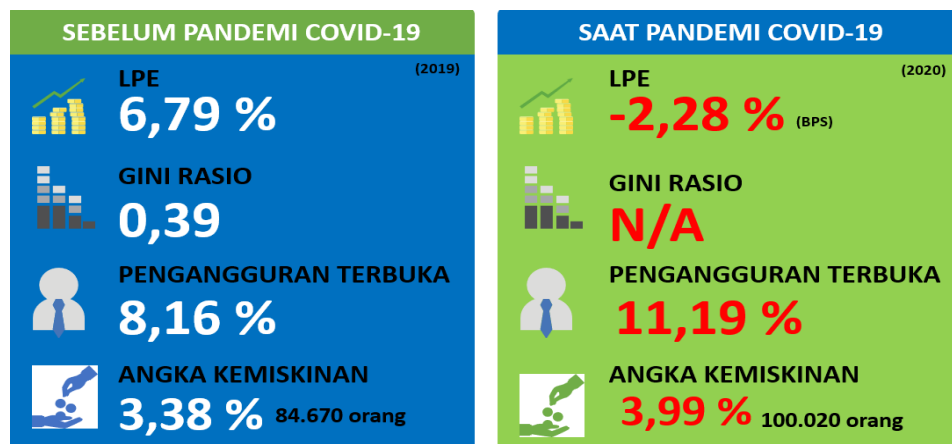 SEBELUM PANDEMI COVID-19
(2019)
LPE
6,79 %
GINI RASIO
0,39
PENGANGGURAN TERBUKA
8,16 %
ANGKA KEMISKINAN
3,38 % 84.670 orang
SAAT PANDEMI COVID-19
(2020)
LPE
-2,28 % (BPS)
GINI RASIO
N/A
PENGANGGURAN TERBUKA
11,19 %
ANGKA KEMISKINAN
3,99 % 100.020 orang